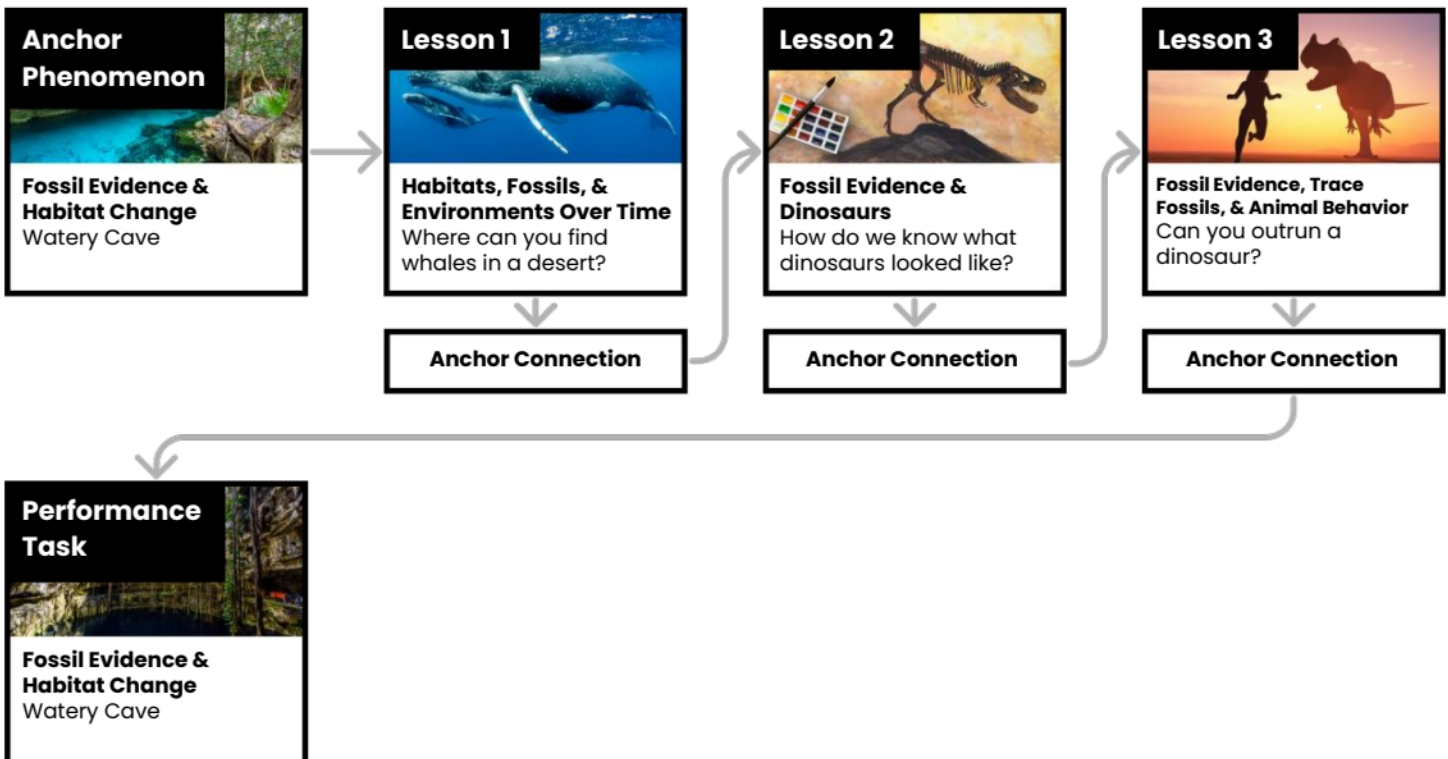 Anchor
Phenomenon
Fossil Evidence &
Habitat Change
Watery Cave
Lesson 1
Habitats, Fossils, &
Environments Over Time
Where can you find
whales in a desert?
Anchor Connection
Lesson 2
Fossil Evidence &
Dinosaurs
How do we know what
dinosaurs looked like?
Anchor Connection
Lesson 3
Fossil Evidence, Trace
Fossils, & Animal Behavior
Can you outrun a
dinosaur?
Anchor Connection
Performance
Task
Fossil Evidence &
Habitat Change
Watery Cave